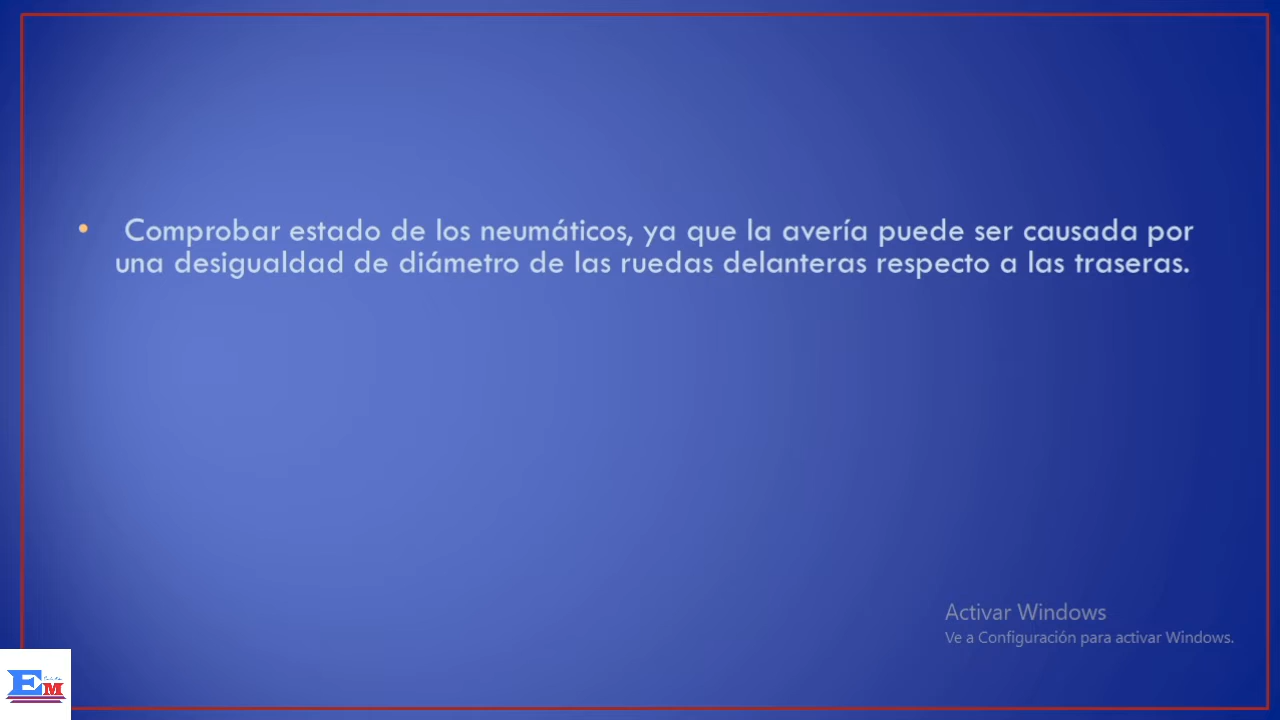 • Comprobar estado de los neumáticos, ya que la avería puede ser causada por
una desigualdad de diámetro de las ruedas delanteras respecto a las traseras.
Activar Windows
Ve a Configuración para activar Windows.
EM